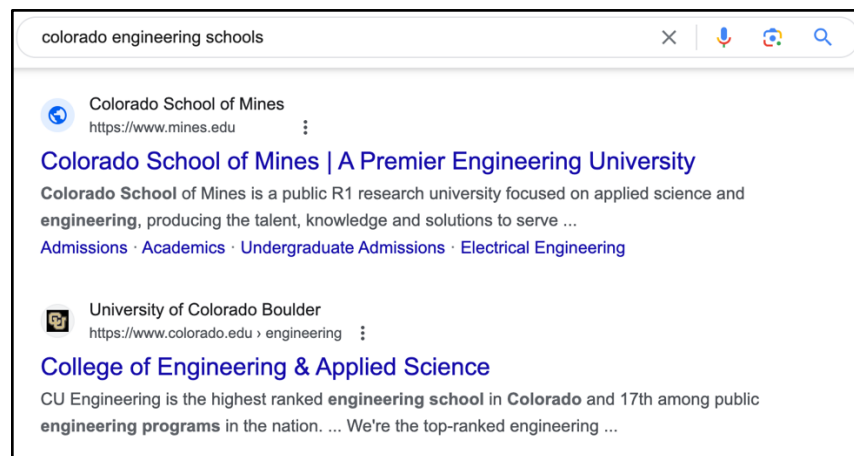 colorado engineering schools
Colorado School of Mines
https://www.mines.edu
Colorado School of Mines | A Premier Engineering University
Colorado School of Mines is a public R1 research university focused on applied science and
engineering, producing the talent, knowledge and solutions to serve ...
Admissions · Academics · Undergraduate Admissions · Electrical Engineering
CU
University of Colorado Boulder
https://www.colorado.edu › engineering
College of Engineering & Applied Science
CU Engineering is the highest ranked engineering school in Colorado and 17th among public
engineering programs in the nation. ... We're the top-ranked engineering ...